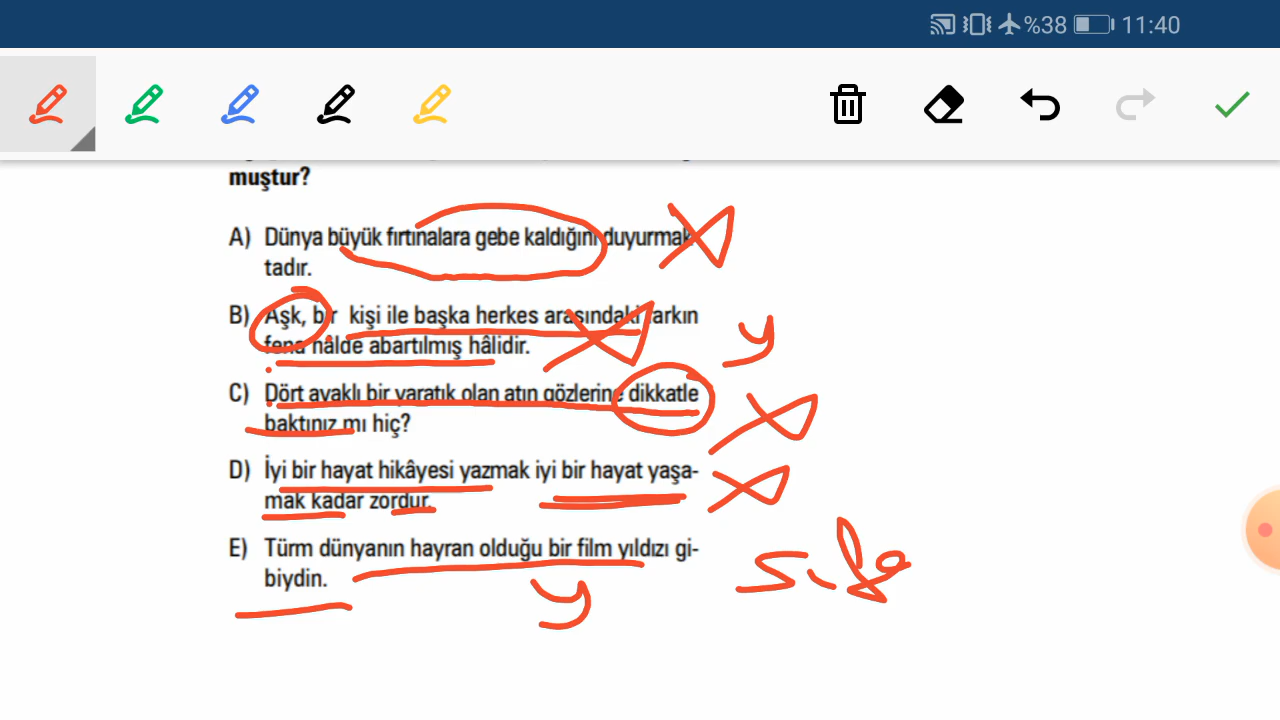 %38 11:40
muştur?
A) Dünya büyük fırtınalara gebe kaldığını duyurmak-
tadır.
B) Aşk, bir kişi ile başka herkes arasındaki farkın
fena hâlde abartılmış hâlidir.
y
C) Dört ayaklı bir yaratık olan atın gözlerine dikkatle
baktınız mı hiç?
D) İyi bir hayat hikâyesi yazmak iyi bir hayat yaşa-
mak kadar zordur.
E) Türm dünyanın hayran olduğu bir film yıldızı gi-
biydin.
y